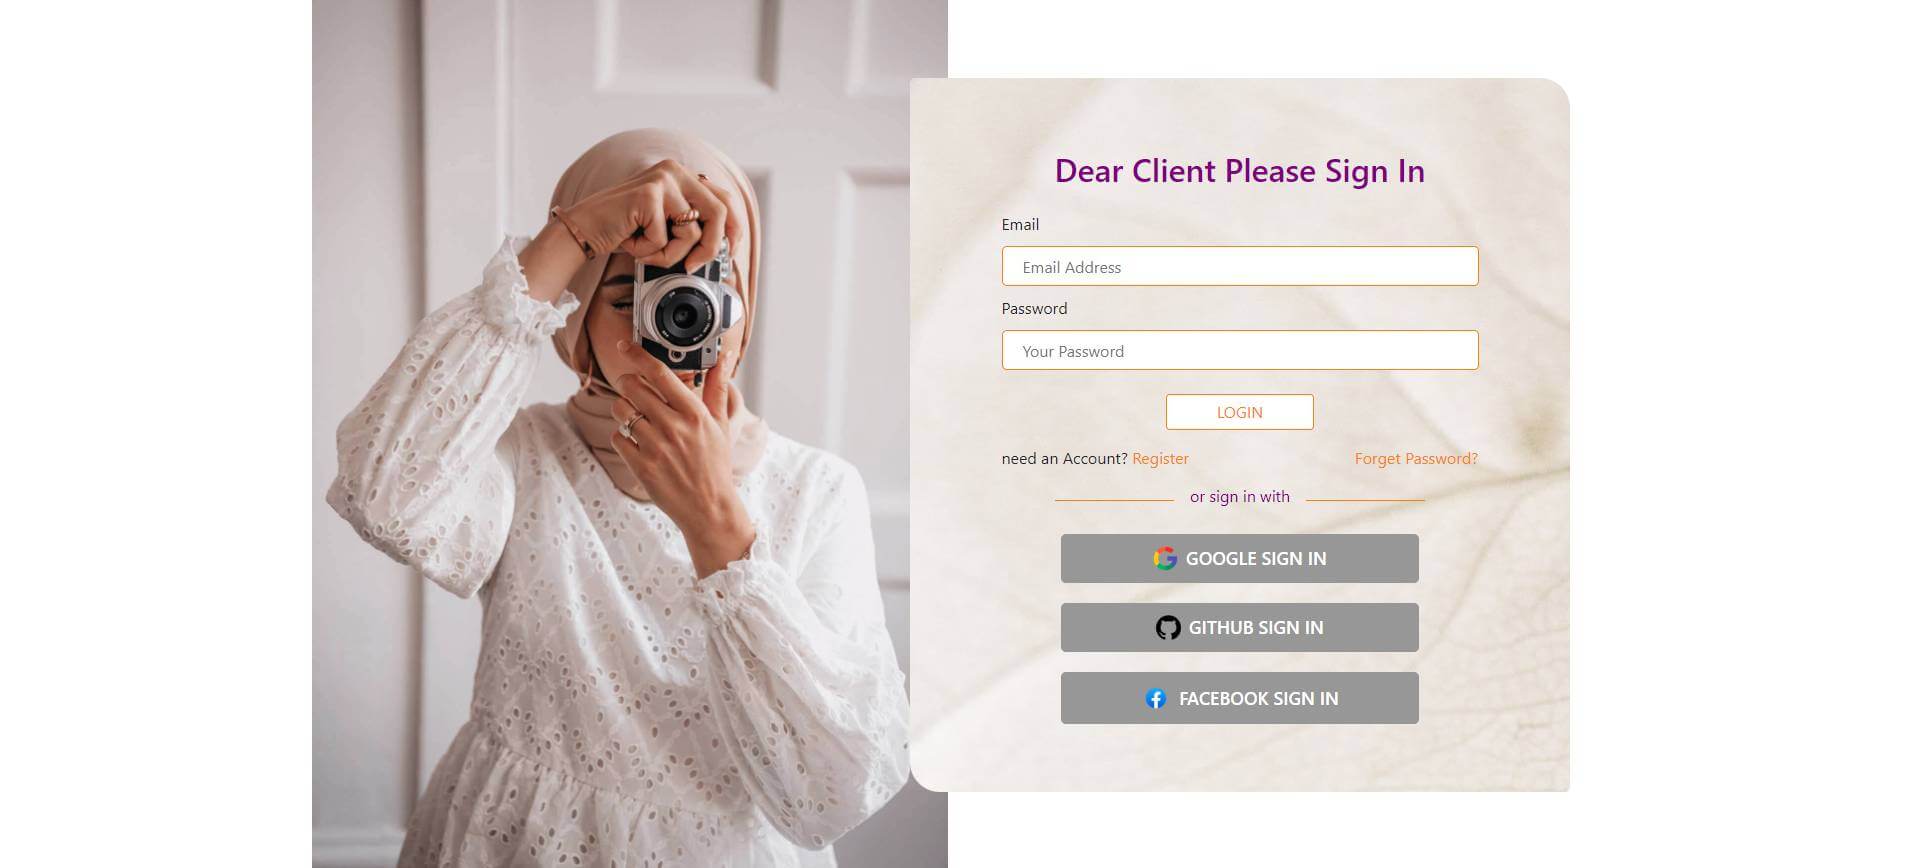 Dear Client Please Sign In
Email
Email Address
Password
Your Password
LOGIN
need an Account? Register
Forget Password?
or sign in with
GOOGLE SIGN IN
GITHUB SIGN IN
FACEBOOK SIGN IN